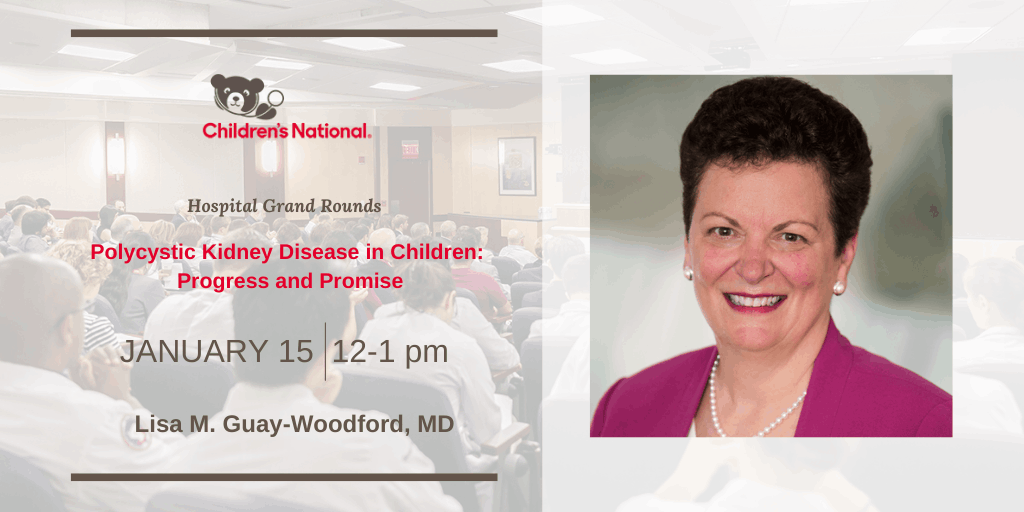 Children's National®
Hospital Grand Rounds
Polycystic Kidney Disease in Children:
Progress and Promise
JANUARY 15 | 12-1 pm
Lisa M. Guay-Woodford, MD